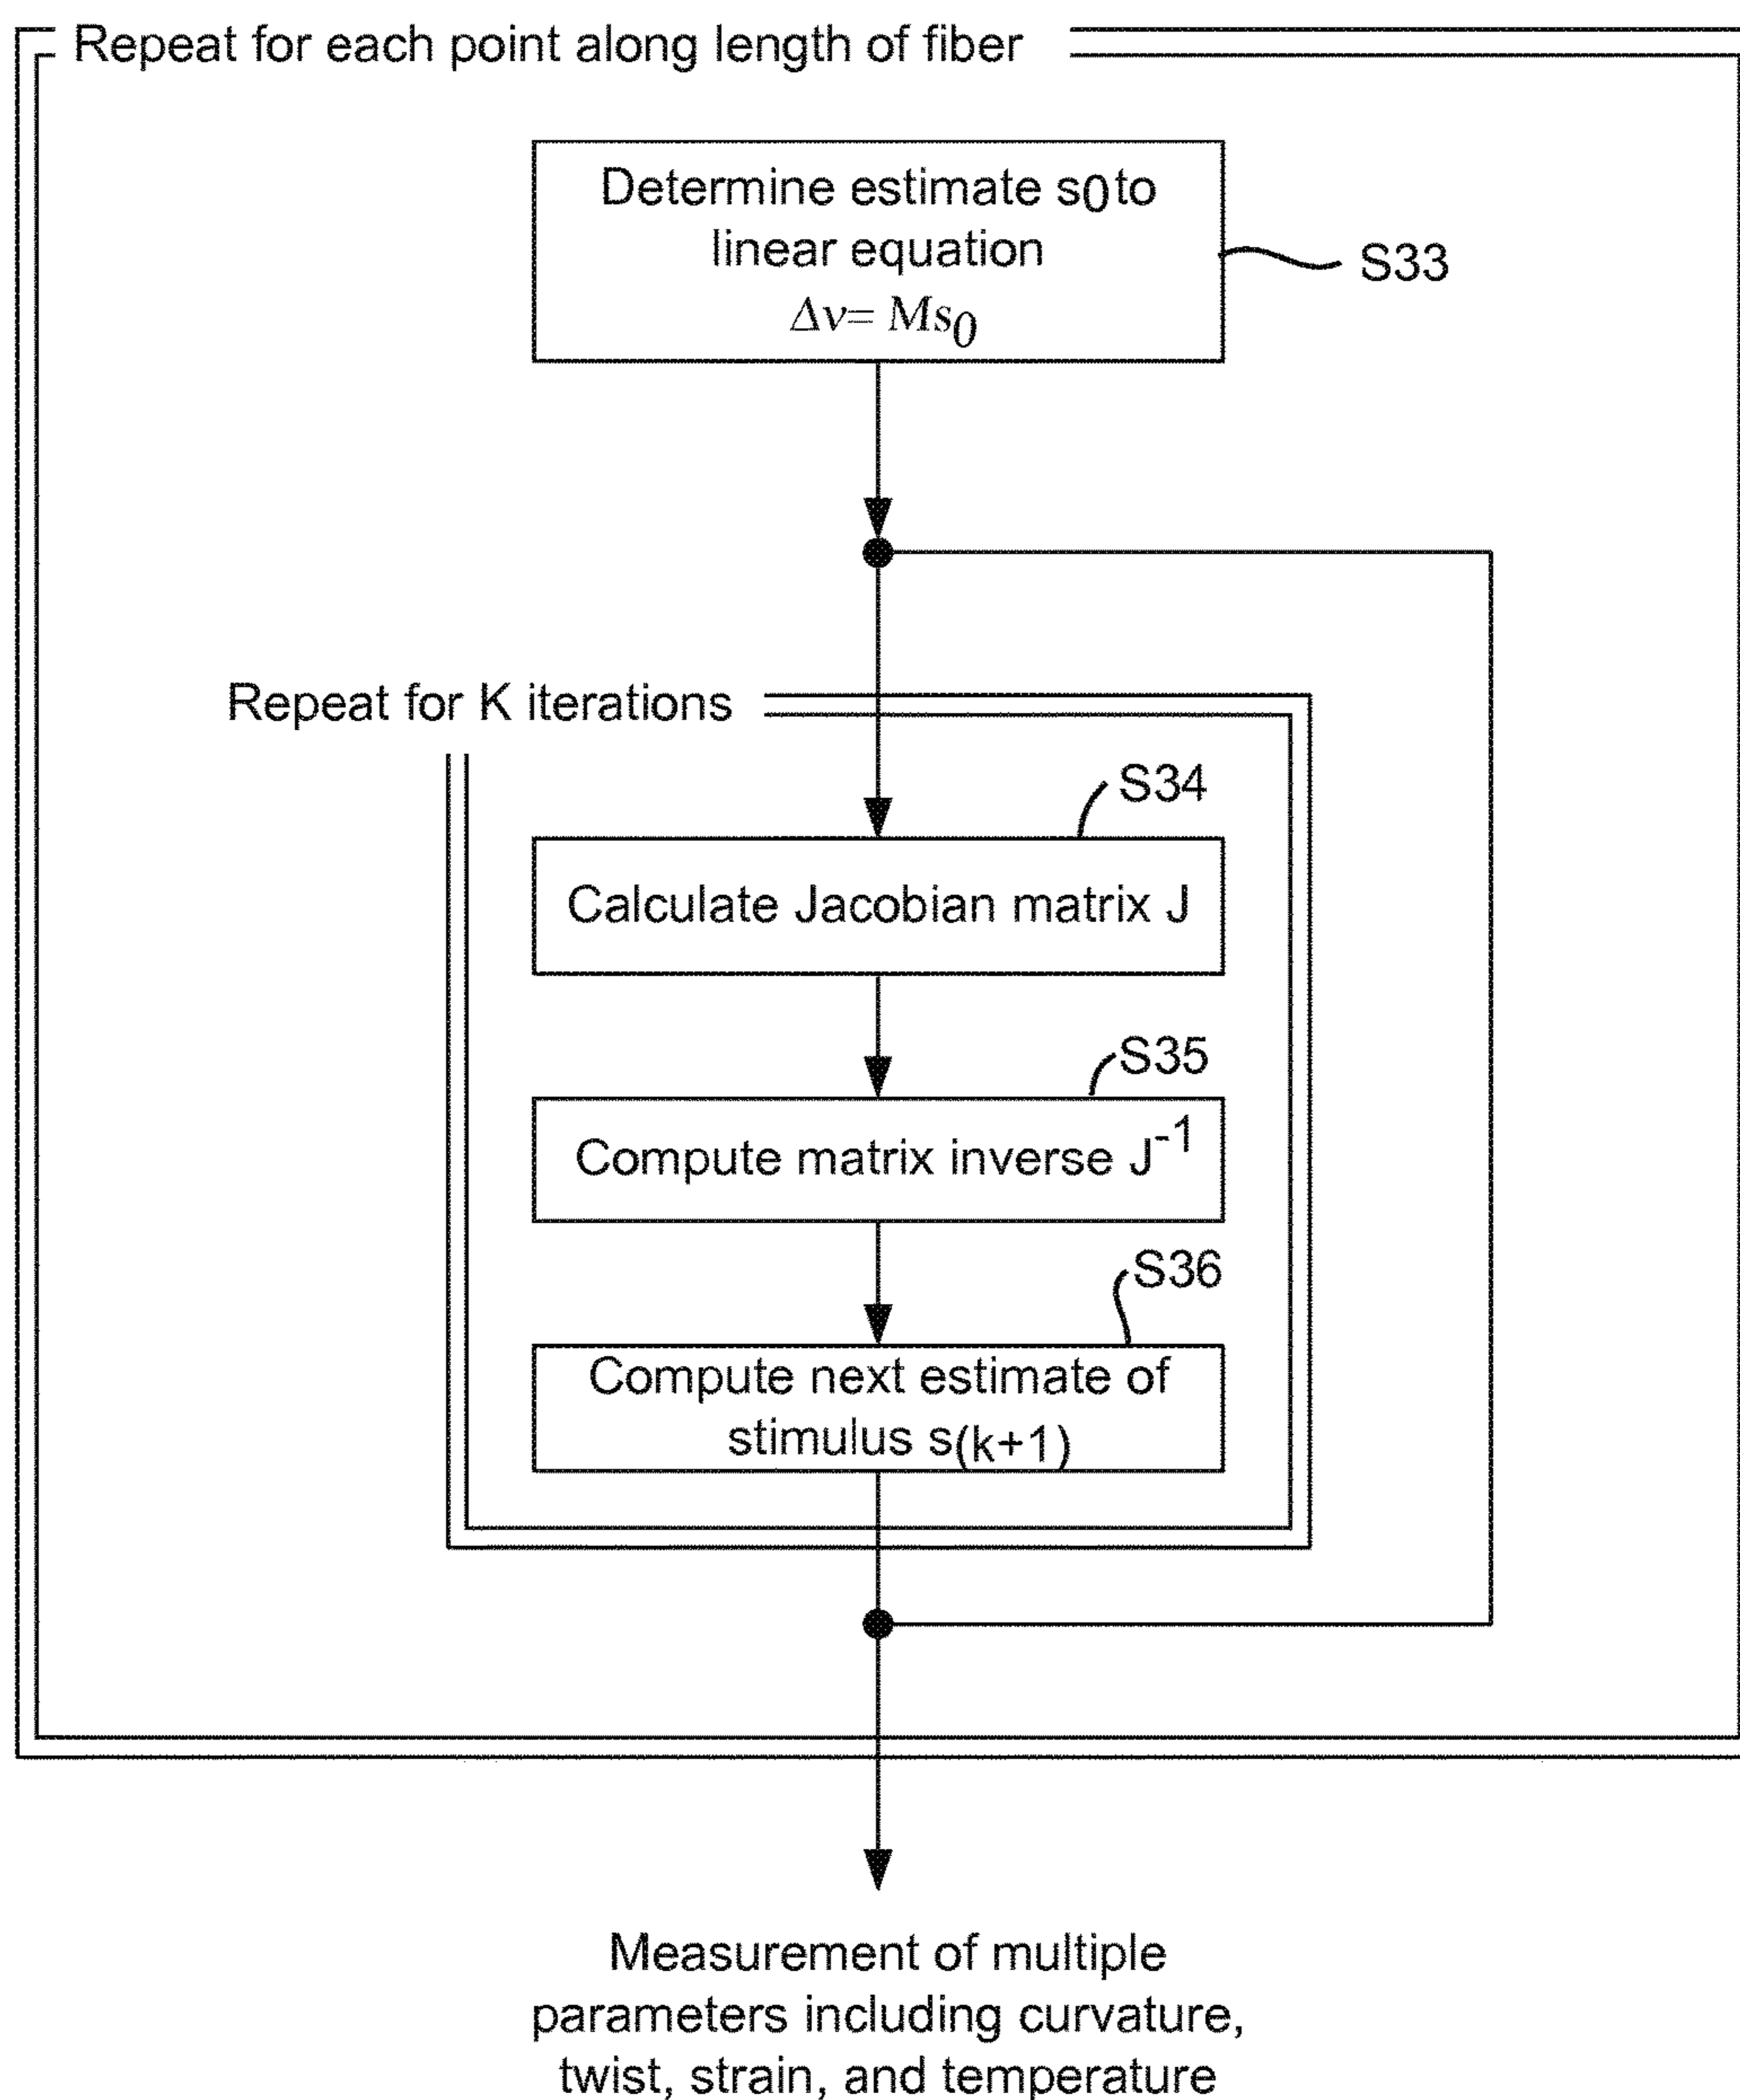 Repeat for each point along length of fiber
Determine estimate s0 to
linear equation
Δν= Ms0
S33
Repeat for K iterations
S34
Calculate Jacobian matrix J
S35
Compute matrix inverse J-1
S36
Compute next estimate of
stimulus s(k+1)
Measurement of multiple
parameters including curvature,
twist, strain, and temperature